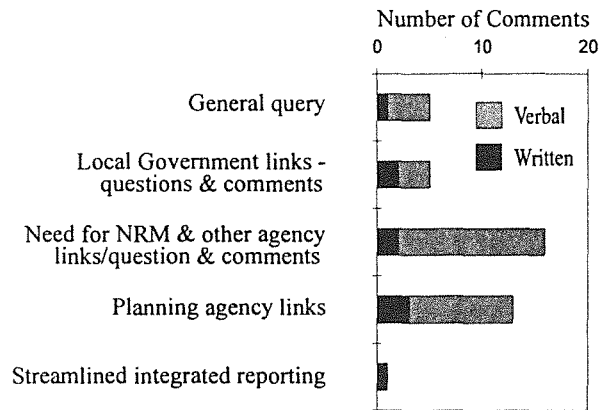 Number of Comments
0 10 20
General query
Verbal
Written
Local Government links -
questions & comments
Need for NRM & other agency
links/question & comments
Planning agency links
Streamlined integrated reporting